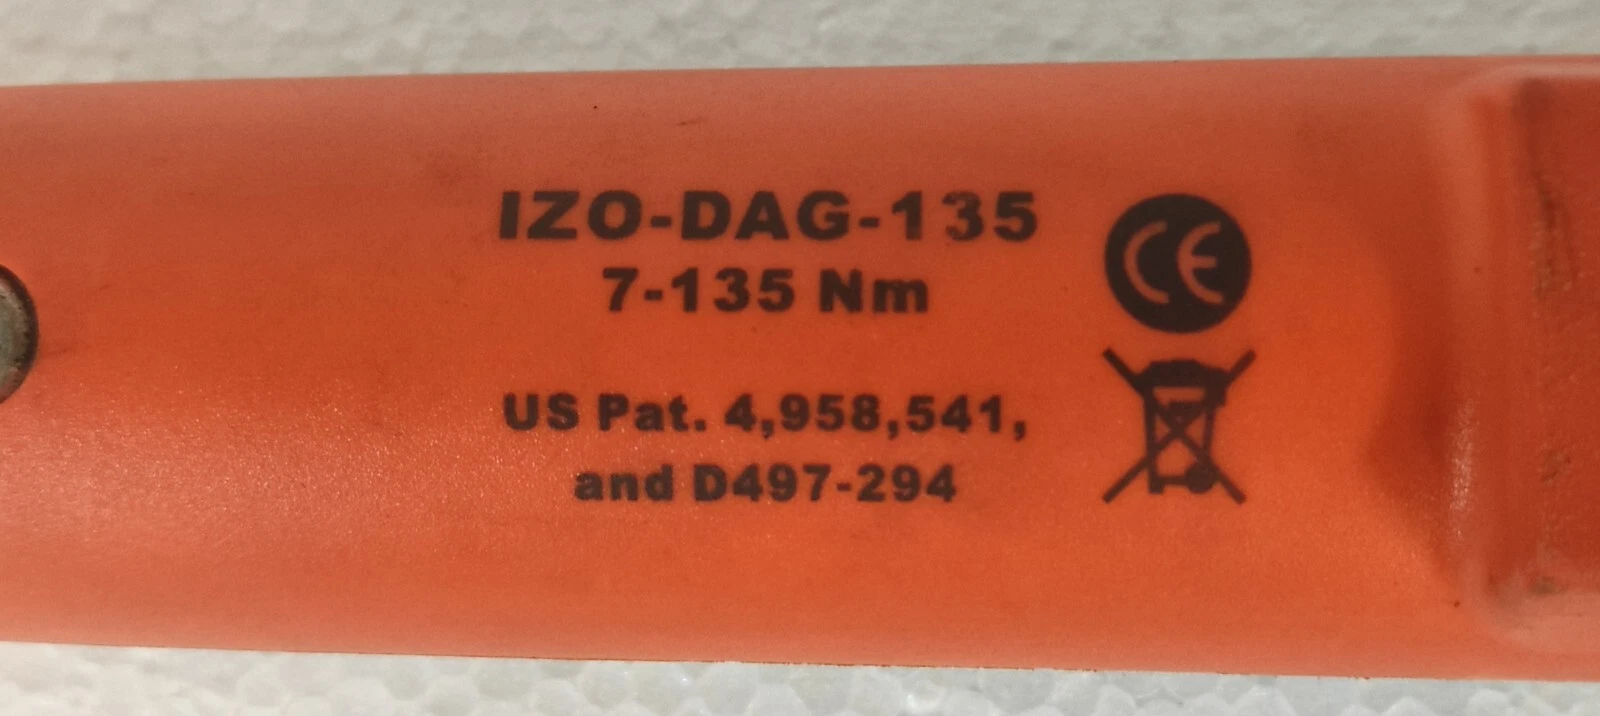 IZO-DAG-135
7-135 Nm
CE
US Pat. 4,958,541,
and D497-294